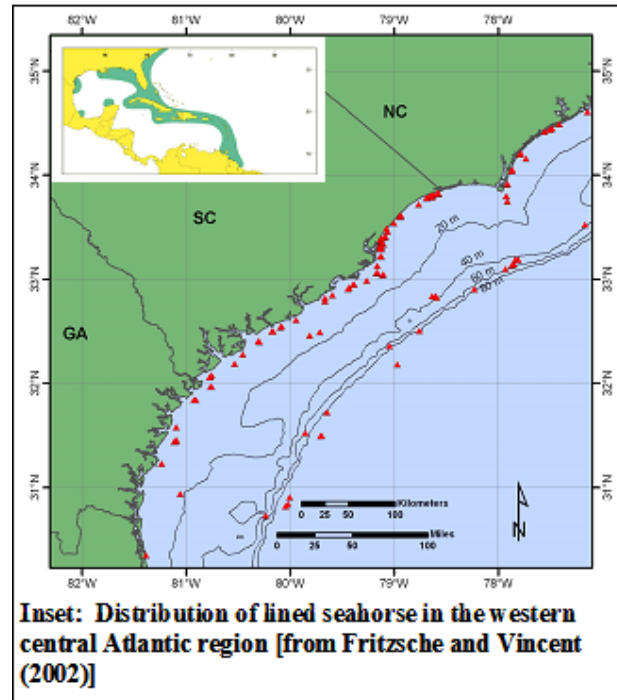 82°W 81°W 80°W 79°W 78°W
35°N 35°N
NC
34°N 34°N
SC
20 m
33°N 33°N
40 m
60 m
80 m
GA
32°N 32°N
31°N 31°N
Kilometers
0 25 50 100
Miles
0 25 50 100
N
82°W 81°W 80°W 79°W 78°W
Inset: Distribution of lined seahorse in the western
central Atlantic region [from Fritzsche and Vincent
(2002)]